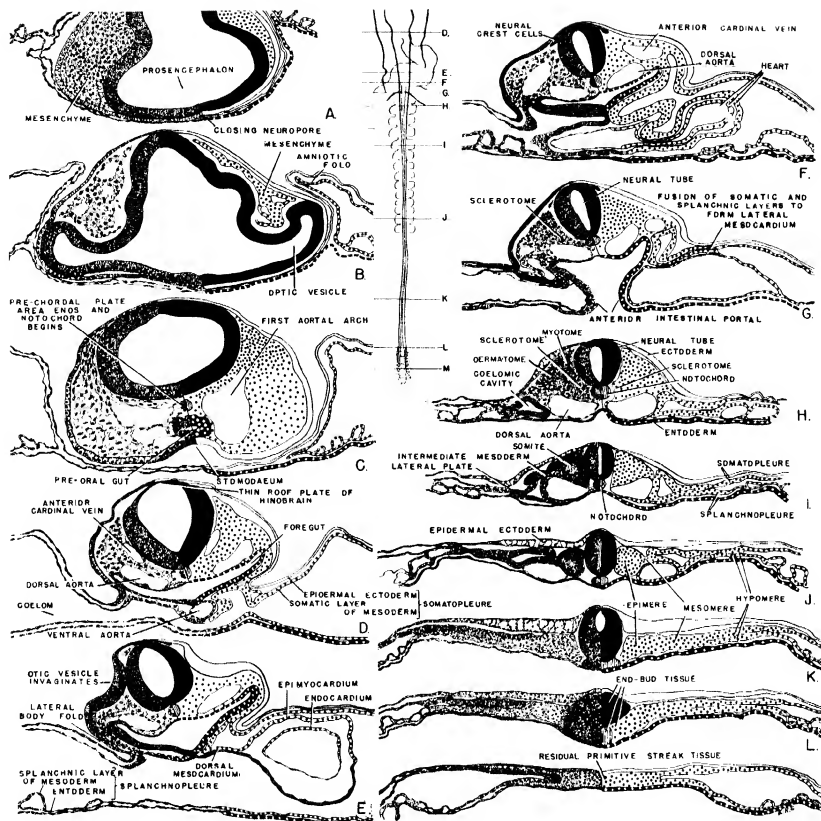 PROSENCEPHALON
MESENCHYME
A.
CLOSING NEUROPORE
MESENCHYME
AMNIOTIC
FOLD
OPTIC VESICLE
B.
PRE-CHORDAL PLATE
AREA ENDS AND
NOTOCHORD
BEGINS
FIRST AORTAL ARCH
PRE-ORAL GUT
STOMODAEUM
C.
THIN ROOF PLATE OF
HINDBRAIN
ANTERIOR
CARDINAL VEIN
FOREGUT
DORSAL AORTA
COELOM
EPIDERMAL ECTODERM
SOMATIC LAYER
OF MESODERM
SOMATOPLEURE
VENTRAL AORTA
D.
OTIC VESICLE
INVAGINATES
EPIMYOCARDIUM
ENDOCARDIUM
LATERAL
BODY FOLD
DORSAL
MESOCARDIUM
SPLANCHNIC LAYER
OF MESODERM
ENTODERM
SPLANCHNOPLEURE
E.
D.
E.
F
G.
H
I
J
K
L
M
NEURAL
CREST CELLS
ANTERIOR CARDINAL VEIN
DORSAL
AORTA
HEART
F.
NEURAL TUBE
SCLEROTOME
FUSION OF SOMATIC AND
SPLANCHNIC LAYERS TO
FORM LATERAL
MESOCARDIUM
ANTERIOR INTESTINAL PORTAL
G.
MYOTOME
SCLEROTOME
DERMATOME
COELOMIC
CAVITY
NEURAL TUBE
ECTODERM
SCLEROTOME
NOTOCHORD
H.
DORSAL AORTA
ENTODERM
SOMITE
INTERMEDIATE MESODERM
LATERAL PLATE
SOMATOPLEURE
I.
SPLANCHNOPLEURE
NOTOCHORD
EPIDERMAL ECTODERM
HYPOMERE
EPIMERE
MESOMERE
J.
K.
END-BUD TISSUE
L.
RESIDUAL PRIMITIVE STREAK TISSUE